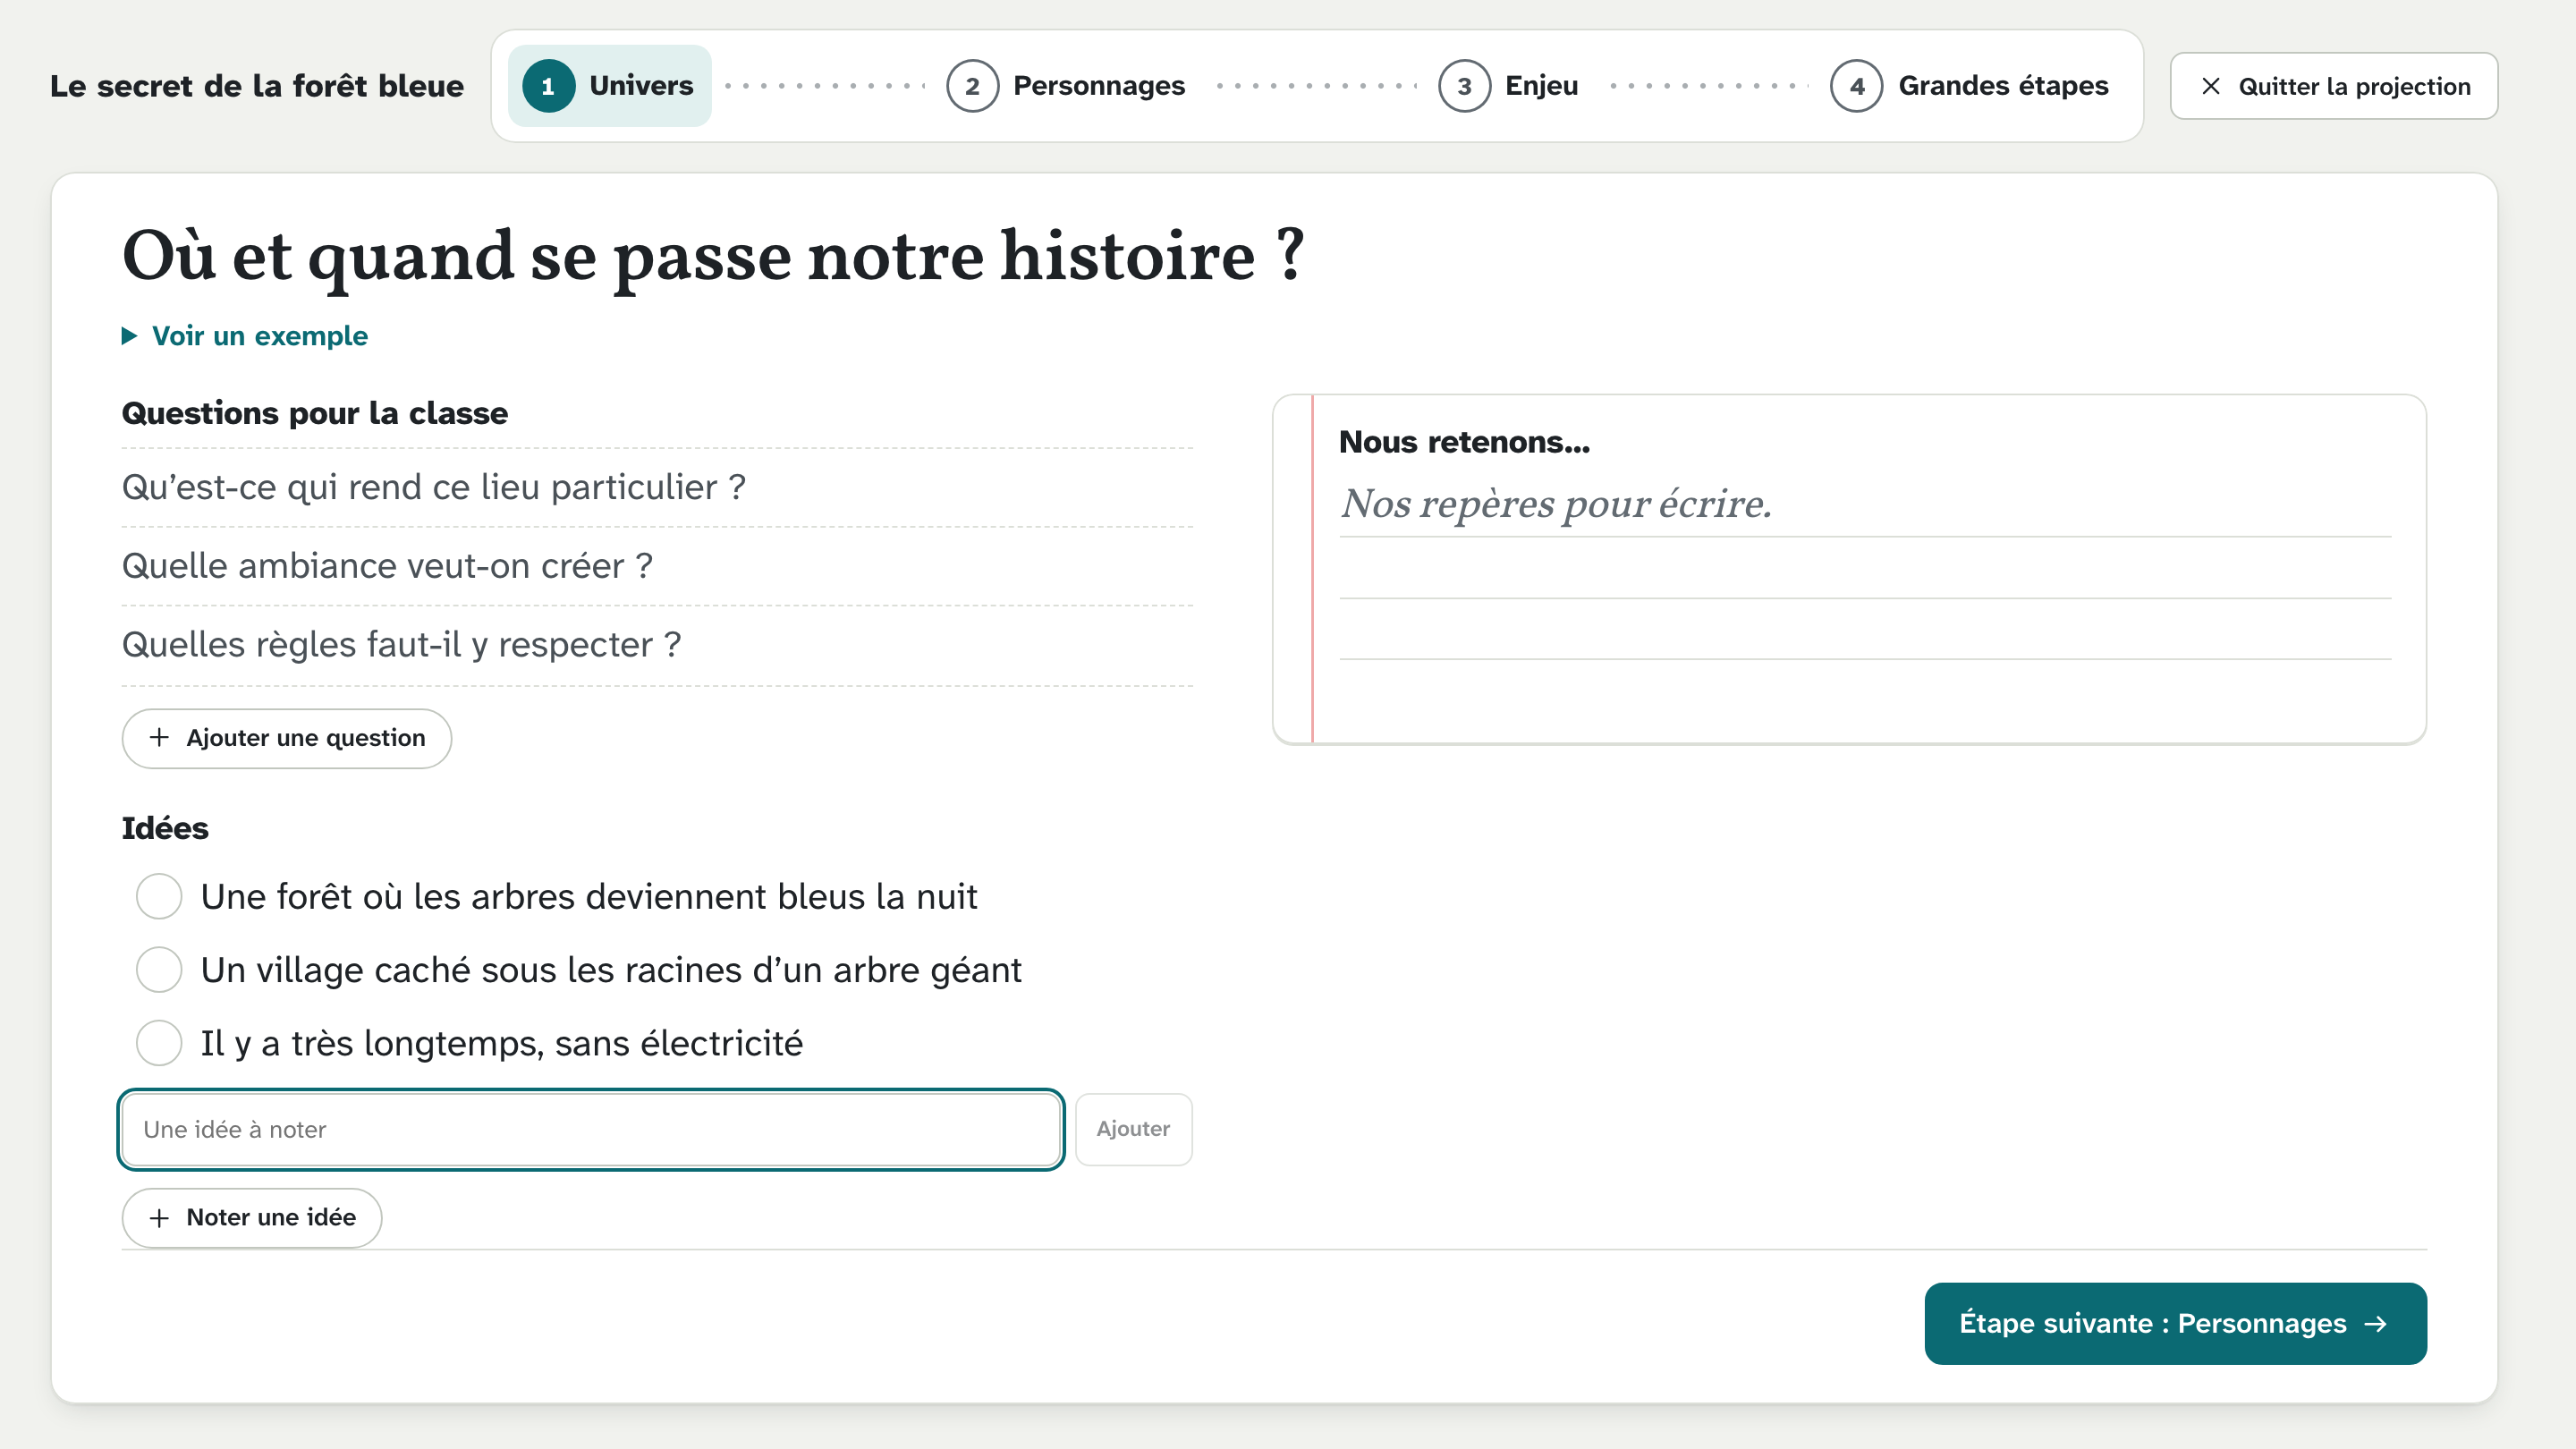 Le secret de la forêt bleue
1 Univers
2 Personnages
3 Enjeu
4 Grandes étapes
Quitter la projection
Où et quand se passe notre histoire ?
Voir un exemple
Questions pour la classe
Qu’est-ce qui rend ce lieu particulier ?
Quelle ambiance veut-on créer ?
Quelles règles faut-il y respecter ?
Ajouter une question
Nous retenons…
Nos repères pour écrire.
Idées
Une forêt où les arbres deviennent bleus la nuit
Un village caché sous les racines d’un arbre géant
Il y a très longtemps, sans électricité
Une idée à noter
Ajouter
Noter une idée
Étape suivante : Personnages →